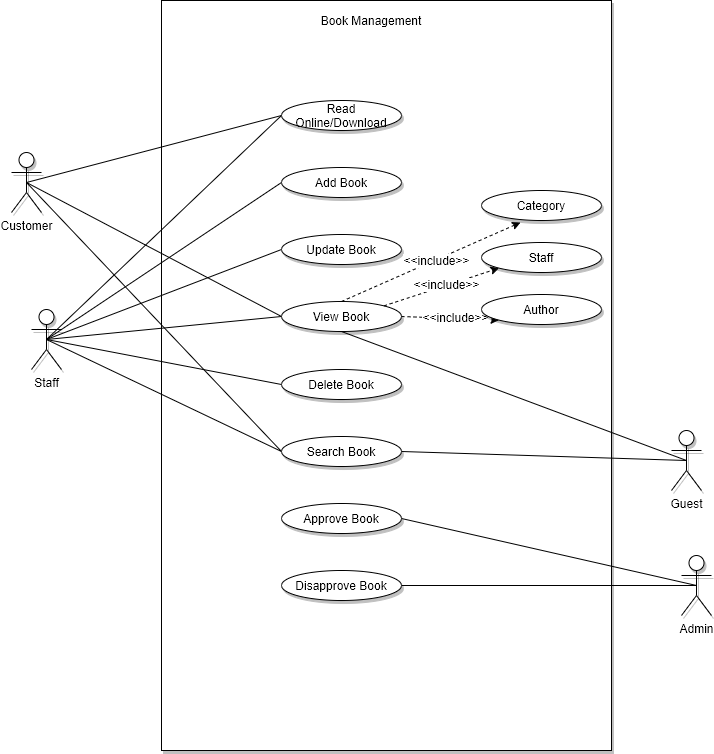 Book Management
Read
Online/Download
Customer
Add Book
Category
Update Book
Staff
<<include>>
<<include>>
Author
View Book
<<include>>
Staff
Delete Book
Search Book
Guest
Approve Book
Disapprove Book
Admin